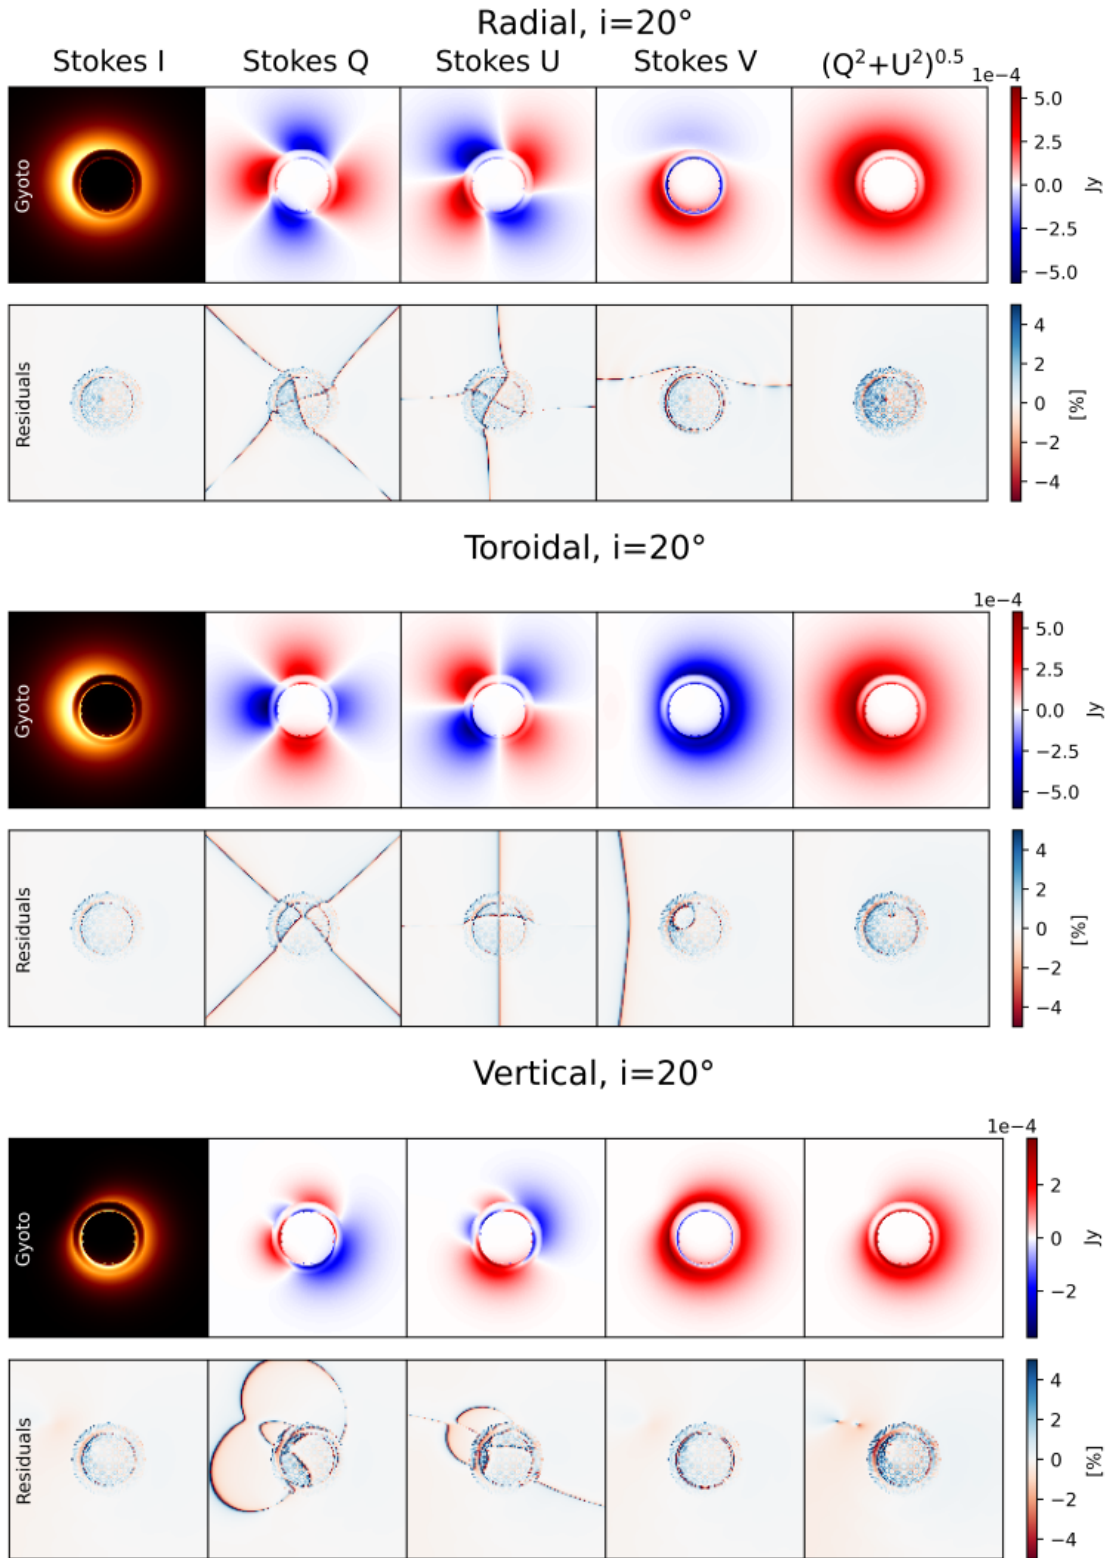 Radial, i=20°
Stokes I Stokes Q Stokes U Stokes V (Q²+U²)⁰·⁵
1e−4
Gyoto
5.0
2.5
0.0
−2.5
−5.0
Jy
Residuals
4
2
0
−2
−4
[%]
Toroidal, i=20°
1e−4
Gyoto
5.0
2.5
0.0
−2.5
−5.0
Jy
Residuals
4
2
0
−2
−4
[%]
Vertical, i=20°
1e−4
Gyoto
2
0
−2
Jy
Residuals
4
2
0
−2
−4
[%]